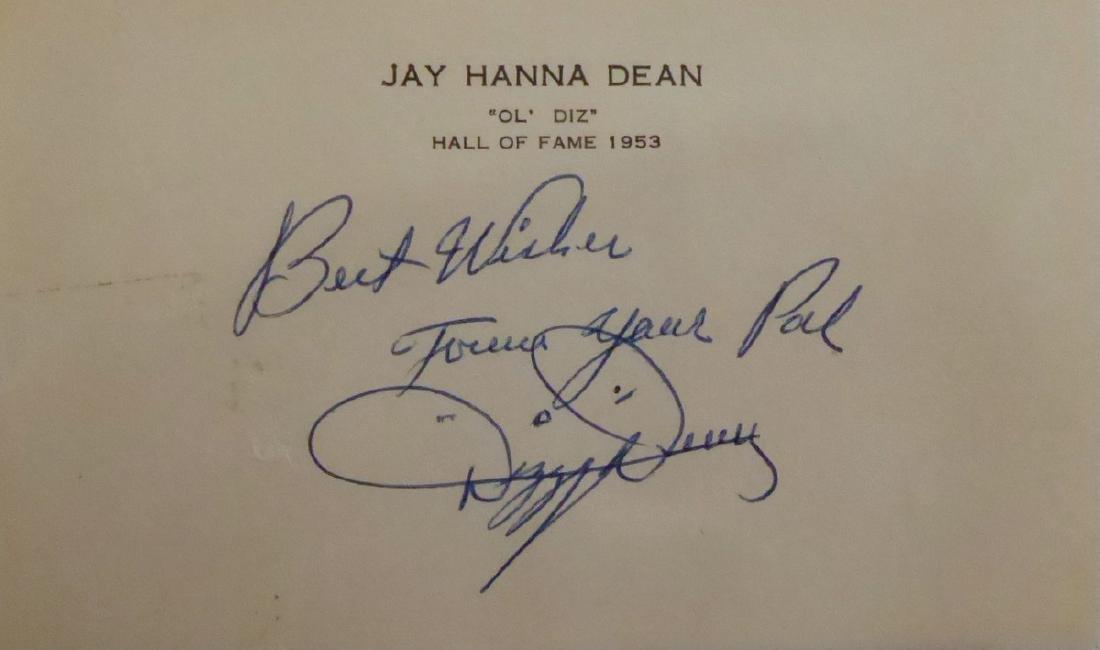 JAY HANNA DEAN
"OL' DIZ"
HALL OF FAME 1953
Best Wishes
From Your Pal
Dizzy Dean